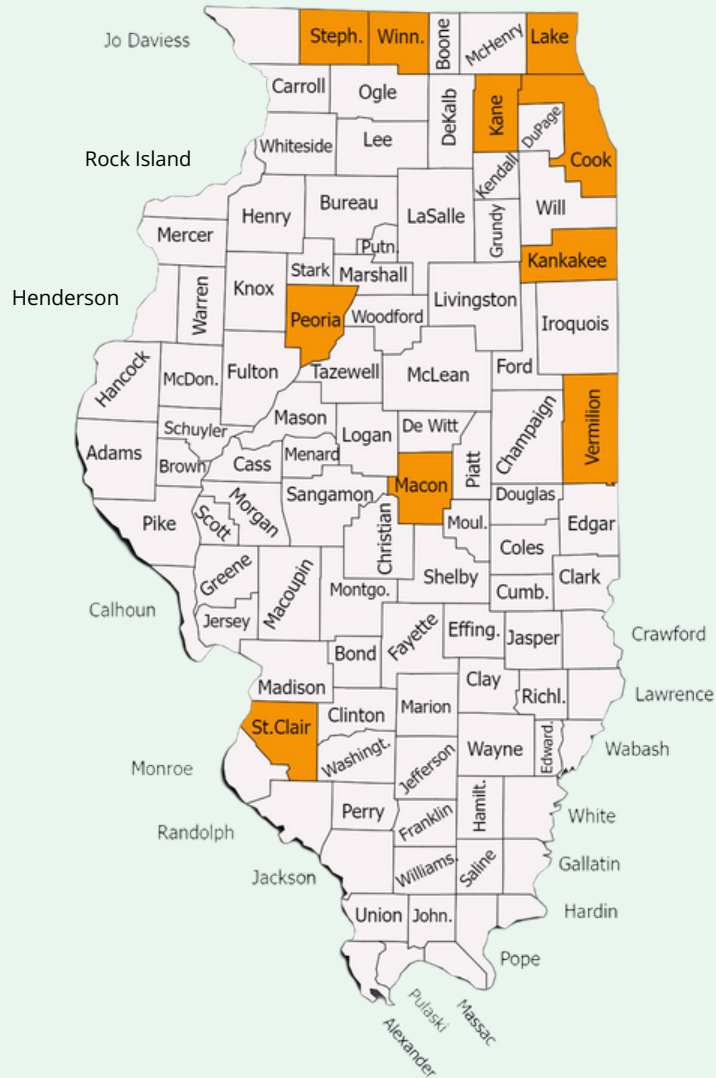 Jo Daviess
Steph.
Winn.
Boone
McHenry
Lake
Carroll
Ogle
DeKalb
Kane
DuPage
Cook
Whiteside
Lee
Rock Island
Kendall
Henry
Bureau
LaSalle
Grundy
Will
Mercer
Putn.
Stark
Marshall
Kankakee
Henderson
Warren
Knox
Peoria
Woodford
Livingston
Iroquois
Hancock
McDon.
Fulton
Tazewell
McLean
Ford
Schuyler
Mason
Logan
De Witt
Piatt
Champaign
Vermilion
Adams
Brown
Cass
Menard
Macon
Douglas
Pike
Scott
Morgan
Sangamon
Christian
Moul.
Coles
Edgar
Greene
Macoupin
Montgo.
Shelby
Cumb.
Clark
Calhoun
Jersey
Bond
Fayette
Effing.
Jasper
Crawford
Madison
Clinton
Marion
Clay
Richl.
Lawrence
St.Clair
Washingt.
Jefferson
Wayne
Edward.
Wabash
Monroe
Randolph
Perry
Franklin
Hamilt.
White
Jackson
Williams.
Saline
Gallatin
Union
John.
Hardin
Pope
Pulaski
Massac
Alexander